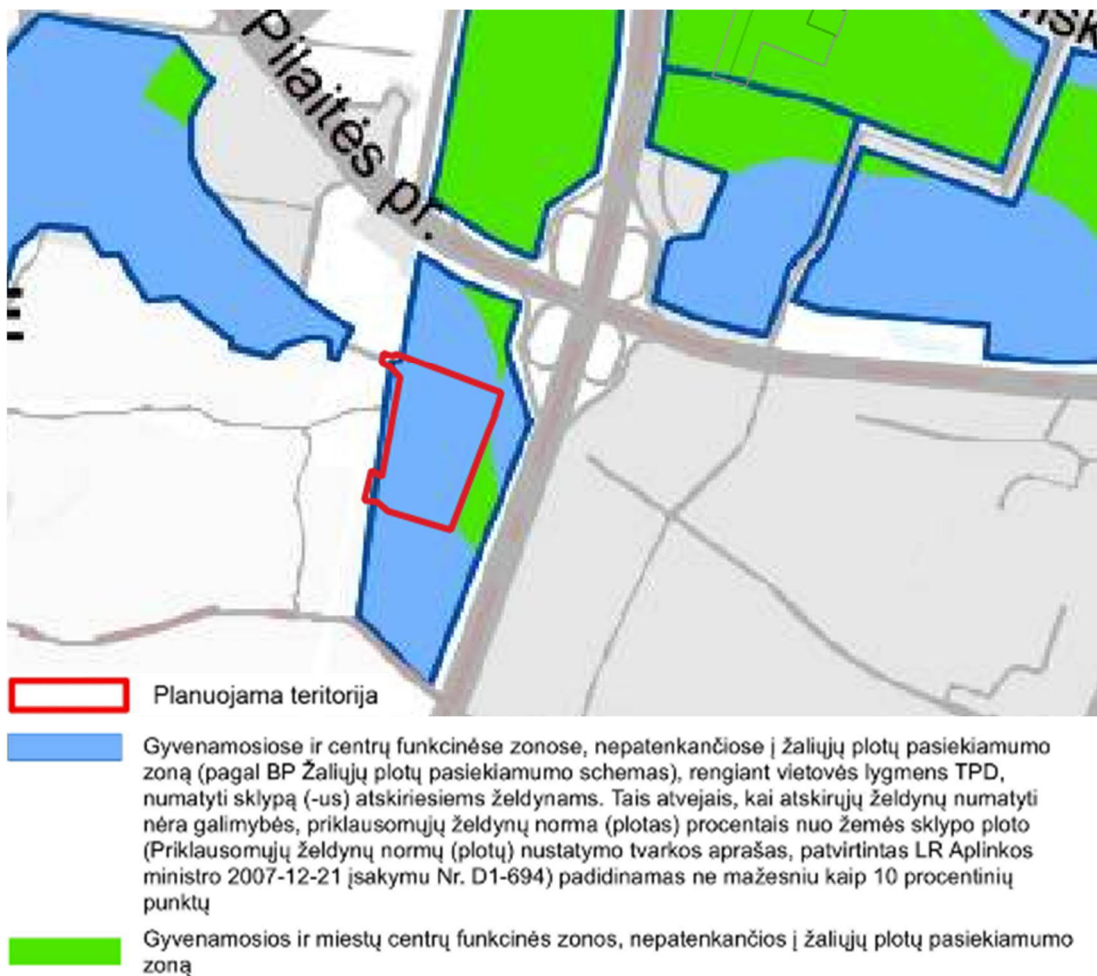 Pilaitės pr.
Planuojama teritorija
Gyvenamosiose ir centrų funkcinėse zonose, nepatenkančiose į žaliųjų plotų pasiekiamumo
zoną (pagal BP Žaliųjų plotų pasiekiamumo schemas), rengiant vietovės lygmens TPD,
numatyti sklypą (-us) atskiriesiems želdynams. Tais atvejais, kai atskirųjų želdynų numatyti
nėra galimybės, priklausomųjų želdynų norma (plotas) procentais nuo žemės sklypo ploto
(Priklausomųjų želdynų normų (plotų) nustatymo tvarkos aprašas, patvirtintas LR Aplinkos
ministro 2007-12-21 įsakymu Nr. D1-694) padidinamas ne mažesniu kaip 10 procentinių
punktų
Gyvenamosios ir miestų centrų funkcinės zonos, nepatenkančios į žaliųjų plotų pasiekiamumo
zoną